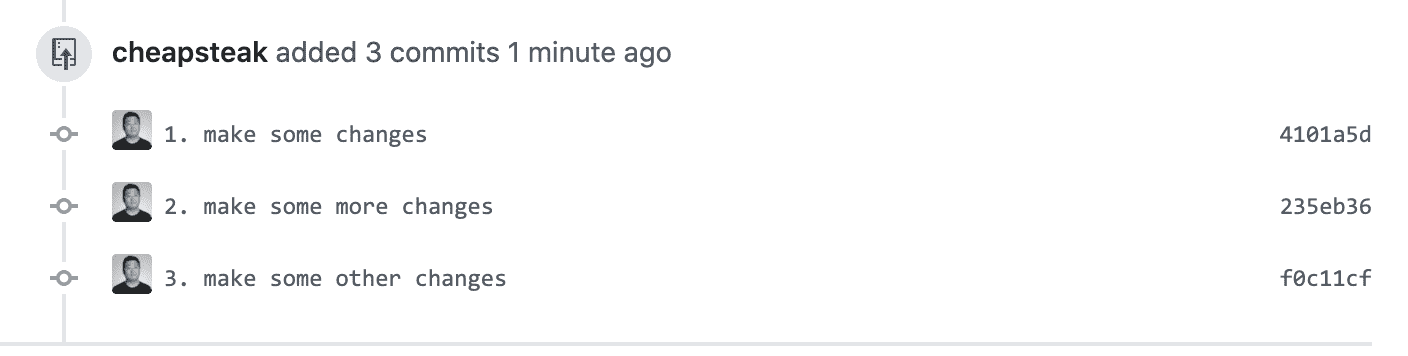 cheapsteak added 3 commits 1 minute ago
1. make some changes 4101a5d
2. make some more changes 235eb36
3. make some other changes f0c11cf